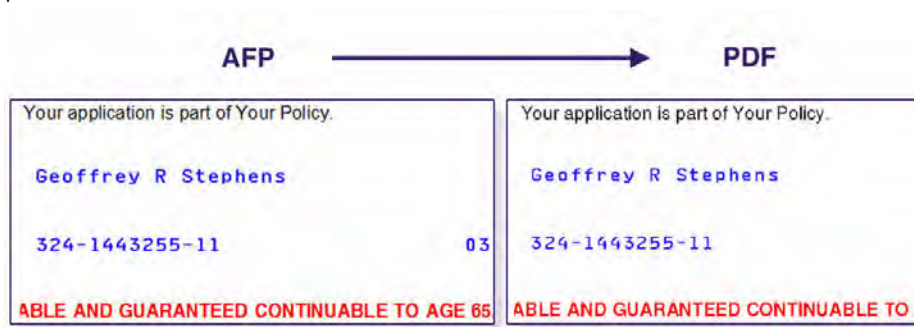 AFP PDF
Your application is part of Your Policy.
Geoffrey R Stephens
324-1443255-11 03
ABLE AND GUARANTEED CONTINUABLE TO AGE 65
Your application is part of Your Policy.
Geoffrey R Stephens
324-1443255-11
ABLE AND GUARANTEED CONTINUABLE TO